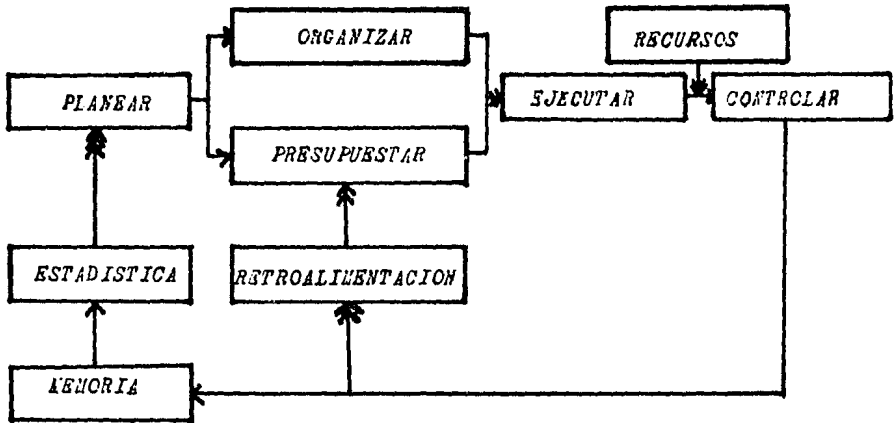 ORGANIZAR
RECURSOS
PLANEAR
EJECUTAR
CONTROLAR
PRESUPUESTAR
ESTADISTICA
RETROALIMENTACION
MEMORIA